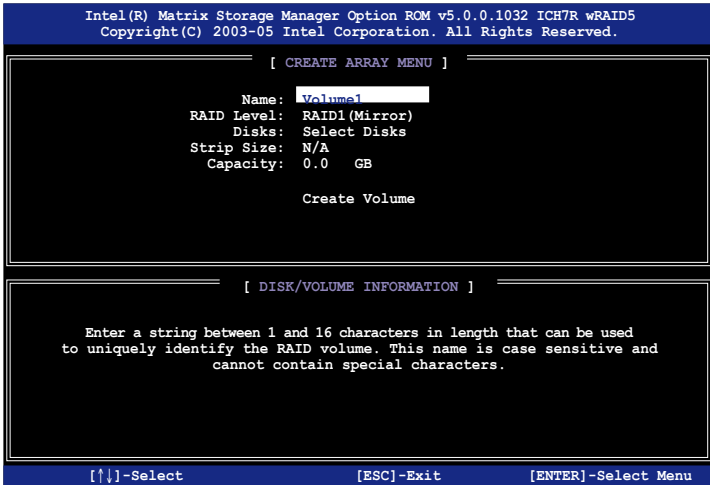 Intel(R) Matrix Storage Manager Option ROM v5.0.0.1032 ICH7R wRAID5
Copyright(C) 2003-05 Intel Corporation. All Rights Reserved.
[ CREATE ARRAY MENU ]
Name: Volume1
RAID Level: RAID1(Mirror)
Disks: Select Disks
Strip Size: N/A
Capacity: 0.0 GB
Create Volume
[ DISK/VOLUME INFORMATION ]
Enter a string between 1 and 16 characters in length that can be used
to uniquely identify the RAID volume. This name is case sensitive and
cannot contain special characters.
[↑↓]-Select [ESC]-Exit [ENTER]-Select Menu